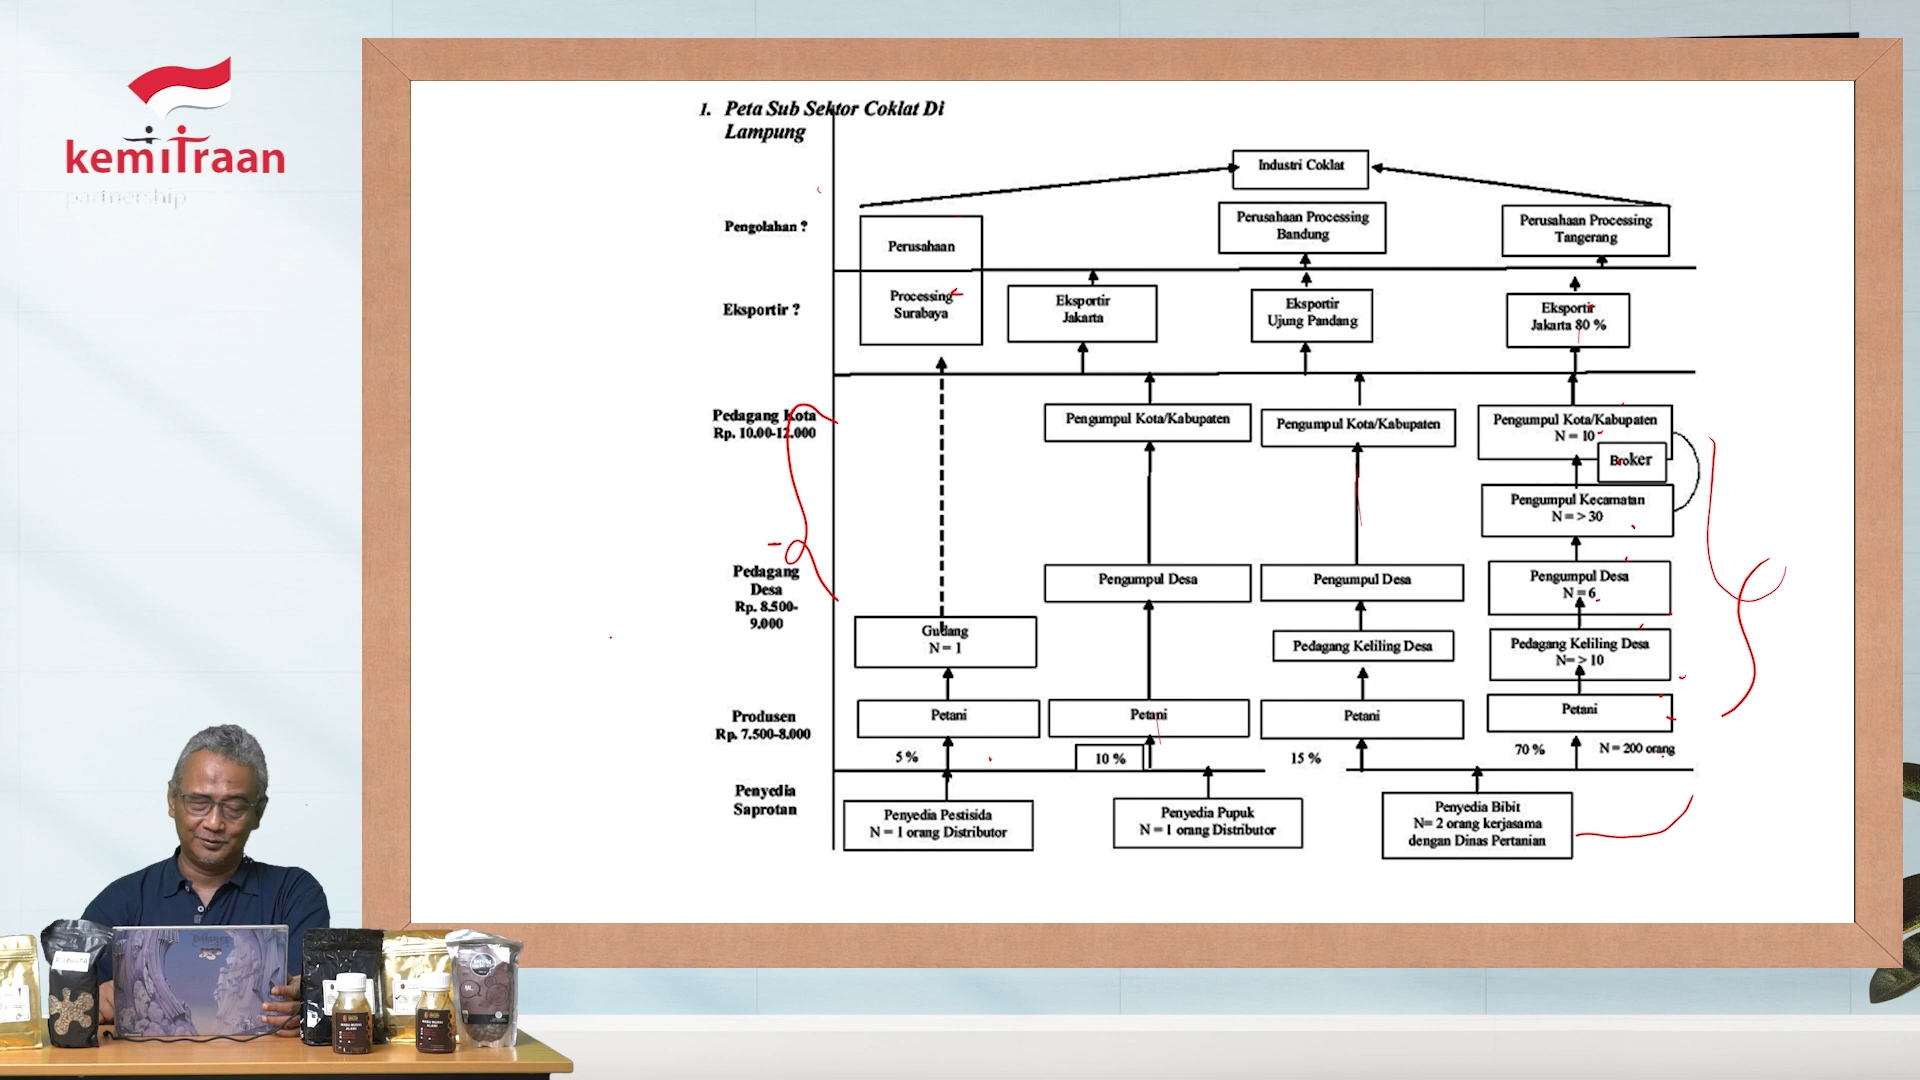 kemitraan
partnership
1. Peta Sub Sektor Coklat Di
Lampung
Industri Coklat
Pengolahan ?
Perusahaan
Perusahaan Processing
Bandung
Perusahaan Processing
Tangerang
Eksportir ?
Processing
Surabaya
Eksportir
Jakarta
Eksportir
Ujung Pandang
Eksportir
Jakarta 80 %
Pedagang Kota
Rp. 10.00-12.000
Pengumpul Kota/Kabupaten
Pengumpul Kota/Kabupaten
Pengumpul Kota/Kabupaten
N = 10
Broker
Pengumpul Kecamatan
N = > 30
Pedagang
Desa
Rp. 8.500-
9.000
Pengumpul Desa
Pengumpul Desa
Pengumpul Desa
N = 6
Gudang
N = 1
Pedagang Keliling Desa
Pedagang Keliling Desa
N= > 10
Produsen
Rp. 7.500-8.000
Petani
Petani
Petani
Petani
5 %
10 %
15 %
70 %
N = 200 orang
Penyedia
Saprotan
Penyedia Pestisida
N = 1 orang Distributor
Penyedia Pupuk
N = 1 orang Distributor
Penyedia Bibit
N= 2 orang kerjasama
dengan Dinas Pertanian